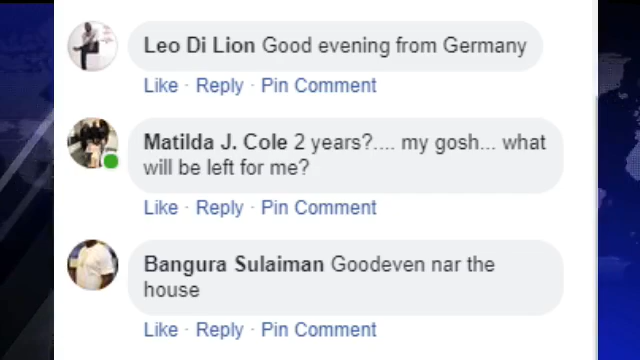 Leo Di Lion Good evening from Germany
Like · Reply · Pin Comment
Matilda J. Cole 2 years?.... my gosh... what
will be left for me?
Like · Reply · Pin Comment
Bangura Sulaiman Goodeven nar the
house
Like · Reply · Pin Comment